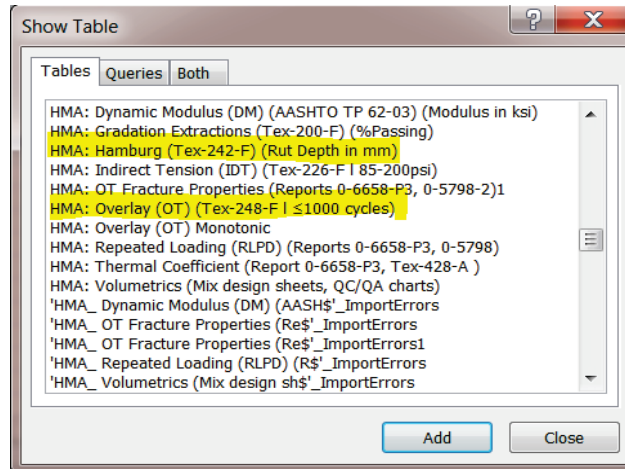 Show Table
Tables Queries Both
HMA: Dynamic Modulus (DM) (AASHTO TP 62-03) (Modulus in ksi)
HMA: Gradation Extractions (Tex-200-F) (%Passing)
HMA: Hamburg (Tex-242-F) (Rut Depth in mm)
HMA: Indirect Tension (IDT) (Tex-226-F l 85-200psi)
HMA: OT Fracture Properties (Reports 0-6658-P3, 0-5798-2)1
HMA: Overlay (OT) (Tex-248-F l ≤1000 cycles)
HMA: Overlay (OT) Monotonic
HMA: Repeated Loading (RLPD) (Reports 0-6658-P3, 0-5798)
HMA: Thermal Coefficient (Report 0-6658-P3, Tex-428-A )
HMA: Volumetrics (Mix design sheets, QC/QA charts)
'HMA_ Dynamic Modulus (DM) (AASH$'_ImportErrors
'HMA_ OT Fracture Properties (Re$'_ImportErrors
'HMA_ OT Fracture Properties (Re$'_ImportErrors1
'HMA_ Repeated Loading (RLPD) (R$'_ImportErrors
'HMA_ Volumetrics (Mix design sh$'_ImportErrors
Add Close